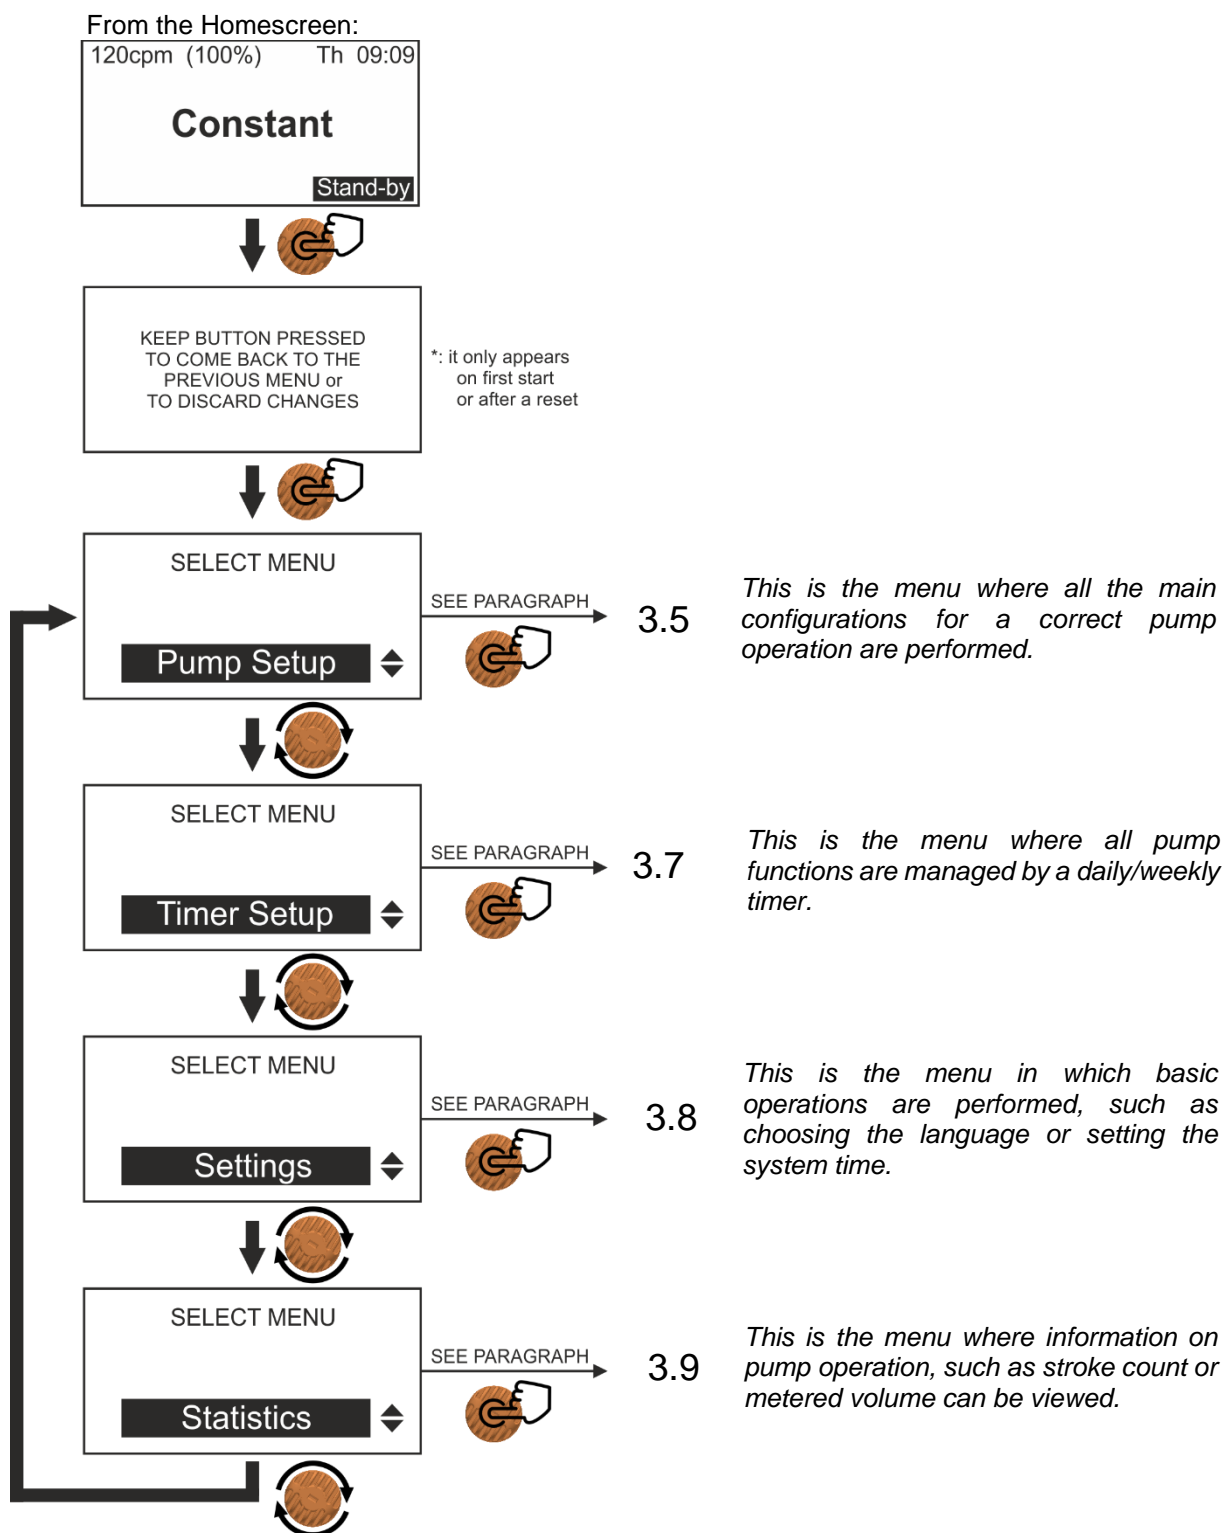 From the Homescreen:
120cpm (100%) Th 09:09
Constant
Stand-by
KEEP BUTTON PRESSED
TO COME BACK TO THE
PREVIOUS MENU or
TO DISCARD CHANGES
*: it only appears
on first start
or after a reset
SELECT MENU
Pump Setup
SEE PARAGRAPH
3.5
This is the menu where all the main
configurations for a correct pump
operation are performed.
SELECT MENU
Timer Setup
SEE PARAGRAPH
3.7
This is the menu where all pump
functions are managed by a daily/weekly
timer.
SELECT MENU
Settings
SEE PARAGRAPH
3.8
This is the menu in which basic
operations are performed, such as
choosing the language or setting the
system time.
SELECT MENU
Statistics
SEE PARAGRAPH
3.9
This is the menu where information on
pump operation, such as stroke count or
metered volume can be viewed.